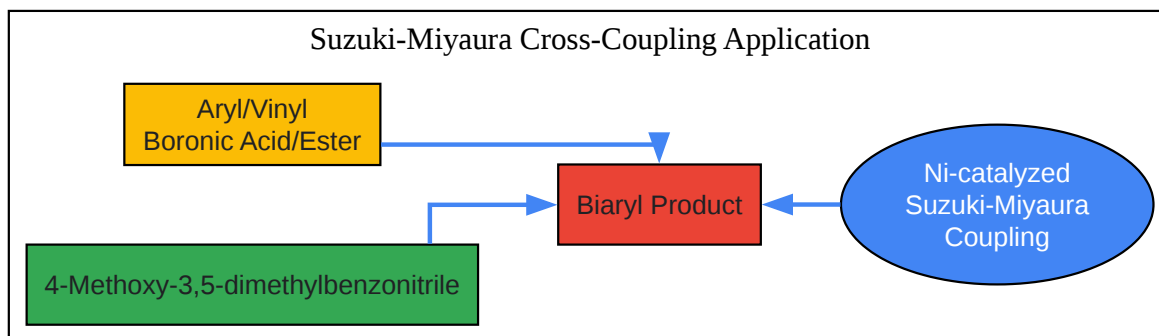 Suzuki-Miyaura Cross-Coupling Application
Aryl/Vinyl
Boronic Acid/Ester
Biaryl Product
Ni-catalyzed
Suzuki-Miyaura
Coupling
4-Methoxy-3,5-dimethylbenzonitrile